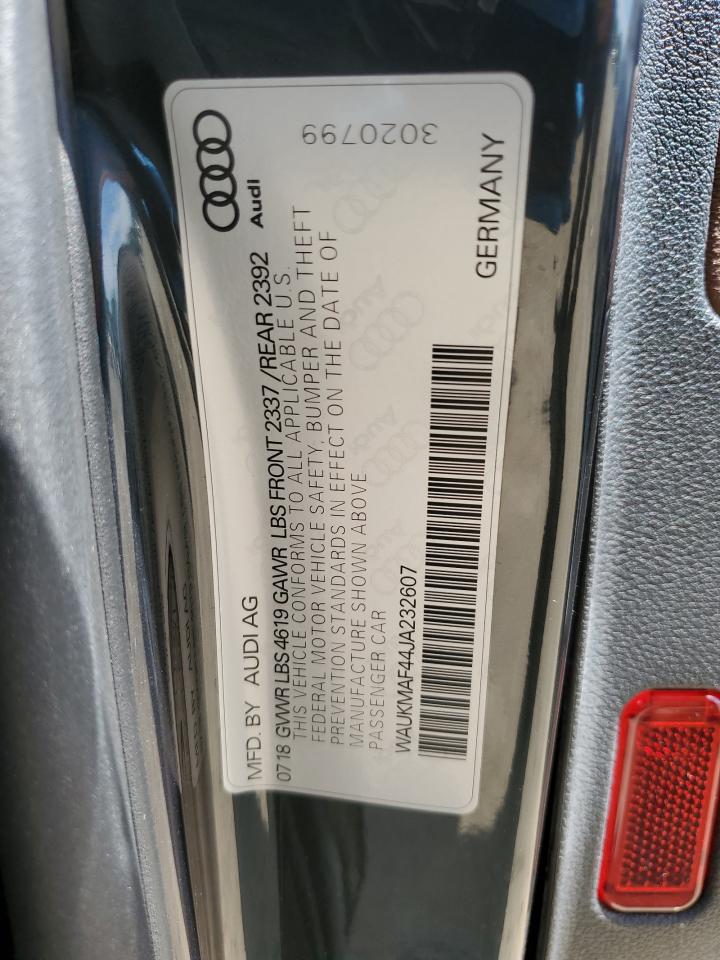 MFD. BY AUDI AG
Audi
0718 GVWR LBS 4619 GAWR LBS FRONT 2337 / REAR 2392
THIS VEHICLE CONFORMS TO ALL APPLICABLE U.S.
FEDERAL MOTOR VEHICLE SAFETY, BUMPER AND THEFT
PREVENTION STANDARDS IN EFFECT ON THE DATE OF
MANUFACTURE SHOWN ABOVE
PASSENGER CAR
WAUKMAF44JA232607
3020799
GERMANY